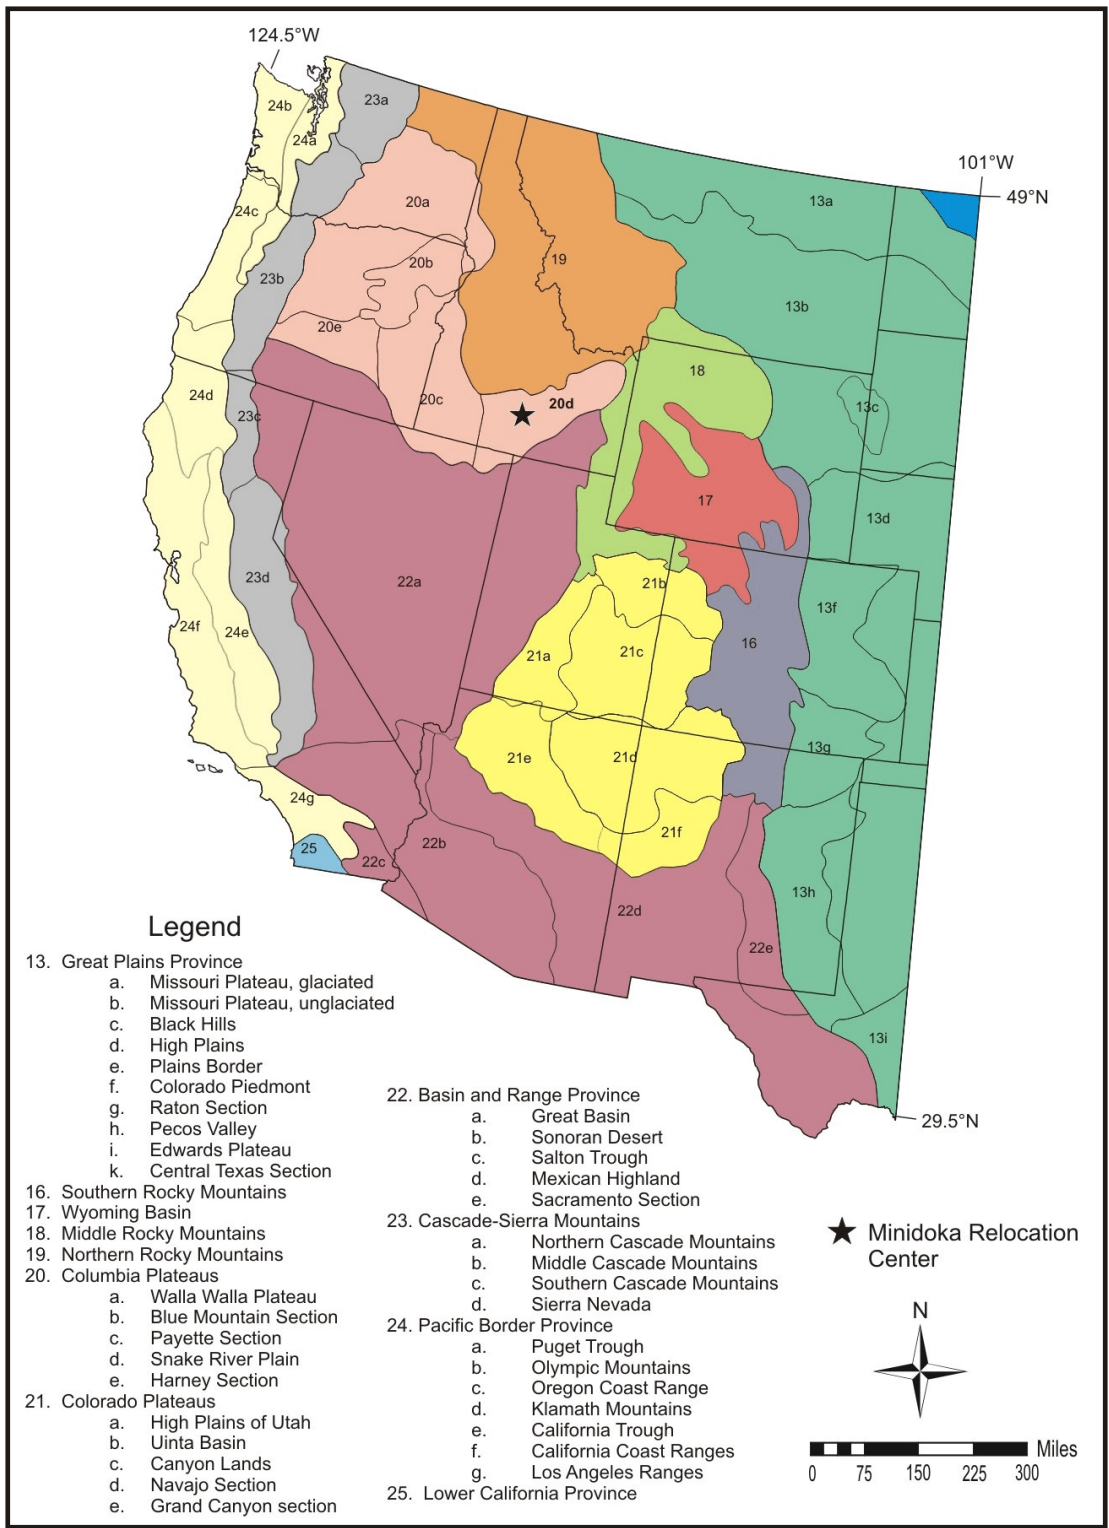 124.5°W
101°W
49°N
24b
23a
24a
20a
13a
24c
20b
19
23b
13b
20e
18
24d
23c
20c
20d
13c
17
13d
22a
23d
21b
13f
24f
24e
21a
21c
16
21e
21d
13g
24g
21f
25
22c
22b
13h
22d
22e
13i
29.5°N
Legend
13. Great Plains Province
a. Missouri Plateau, glaciated
b. Missouri Plateau, unglaciated
c. Black Hills
d. High Plains
e. Plains Border
f. Colorado Piedmont
g. Raton Section
h. Pecos Valley
i. Edwards Plateau
k. Central Texas Section
16. Southern Rocky Mountains
17. Wyoming Basin
18. Middle Rocky Mountains
19. Northern Rocky Mountains
20. Columbia Plateaus
a. Walla Walla Plateau
b. Blue Mountain Section
c. Payette Section
d. Snake River Plain
e. Harney Section
21. Colorado Plateaus
a. High Plains of Utah
b. Uinta Basin
c. Canyon Lands
d. Navajo Section
e. Grand Canyon section
22. Basin and Range Province
a. Great Basin
b. Sonoran Desert
c. Salton Trough
d. Mexican Highland
e. Sacramento Section
23. Cascade-Sierra Mountains
a. Northern Cascade Mountains
b. Middle Cascade Mountains
c. Southern Cascade Mountains
d. Sierra Nevada
24. Pacific Border Province
a. Puget Trough
b. Olympic Mountains
c. Oregon Coast Range
d. Klamath Mountains
e. California Trough
f. California Coast Ranges
g. Los Angeles Ranges
25. Lower California Province
Minidoka Relocation
Center
N
Miles
0 75 150 225 300